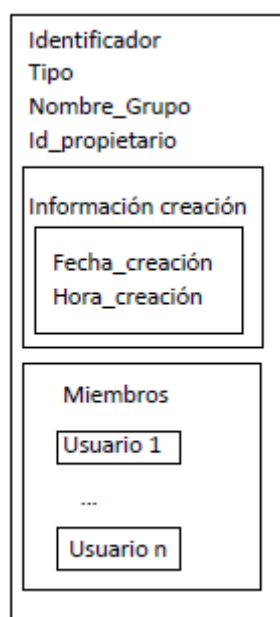 Identificador
Tipo
Nombre_Grupo
Id_propietario
Información creación
Fecha_creación
Hora_creación
Miembros
Usuario 1
...
Usuario n